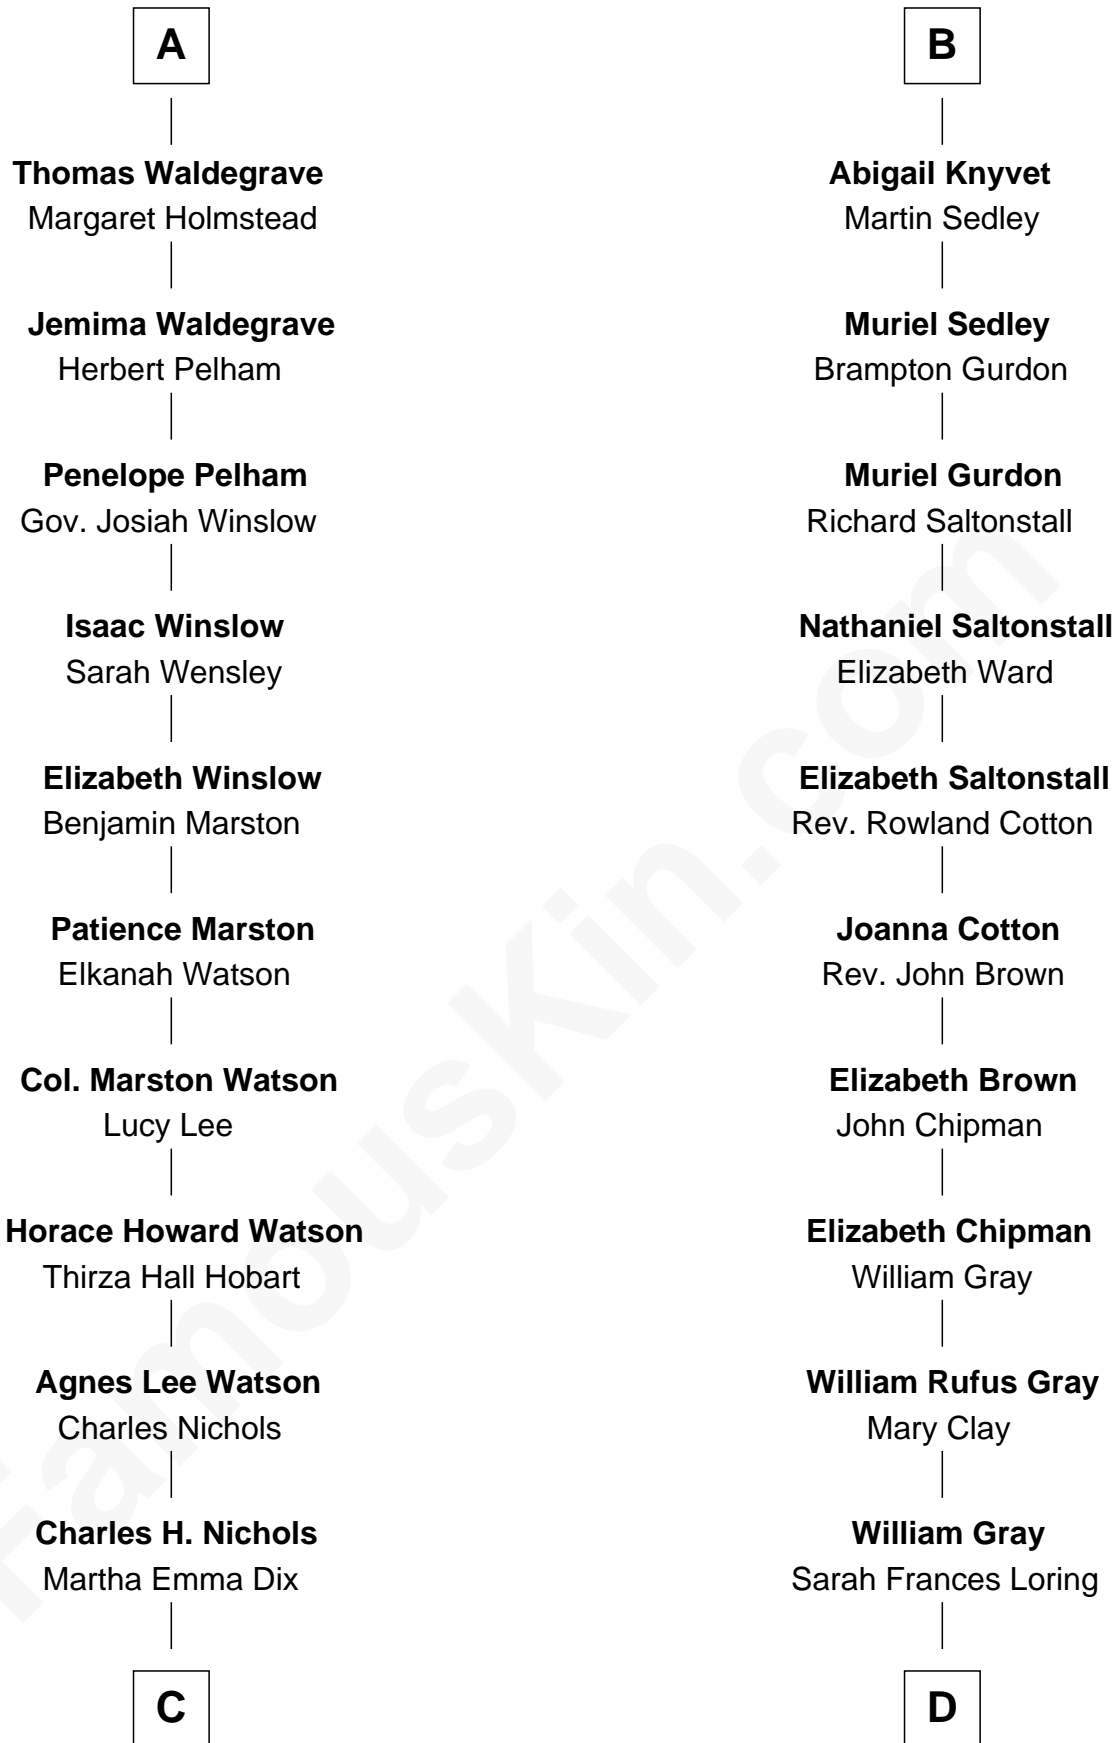 A
Thomas Waldegrave
Margaret Holmstead
Jemima Waldegrave
Herbert Pelham
Penelope Pelham
Gov. Josiah Winslow
Isaac Winslow
Sarah Wensley
Elizabeth Winslow
Benjamin Marston
Patience Marston
Elkanah Watson
Col. Marston Watson
Lucy Lee
Horace Howard Watson
Thirza Hall Hobart
Agnes Lee Watson
Charles Nichols
Charles H. Nichols
Martha Emma Dix
C
B
Abigail Knyvet
Martin Sedley
Muriel Sedley
Brampton Gurdon
Muriel Gurdon
Richard Saltonstall
Nathaniel Saltonstall
Elizabeth Ward
Elizabeth Saltonstall
Rev. Rowland Cotton
Joanna Cotton
Rev. John Brown
Elizabeth Brown
John Chipman
Elizabeth Chipman
William Gray
William Rufus Gray
Mary Clay
William Gray
Sarah Frances Loring
D
FamousKin.com